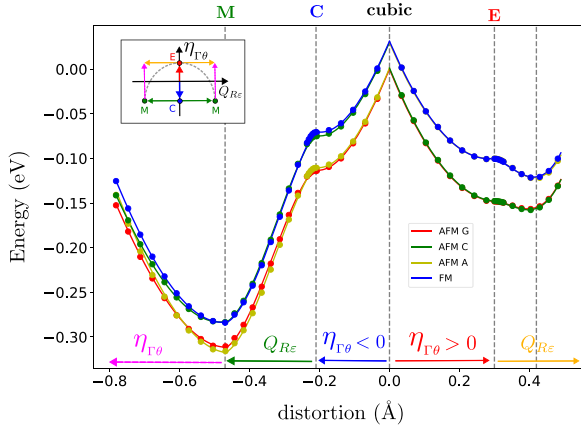 M C cubic E
E η_Γθ
Q_Rε
M C M
0.00
−0.05
−0.10
−0.15
−0.20
−0.25
−0.30
Energy (eV)
AFM G
AFM C
AFM A
FM
η_Γθ Q_Rε η_Γθ<0 η_Γθ>0 Q_Rε
−0.8 −0.6 −0.4 −0.2 0.0 0.2 0.4
distortion (Å)